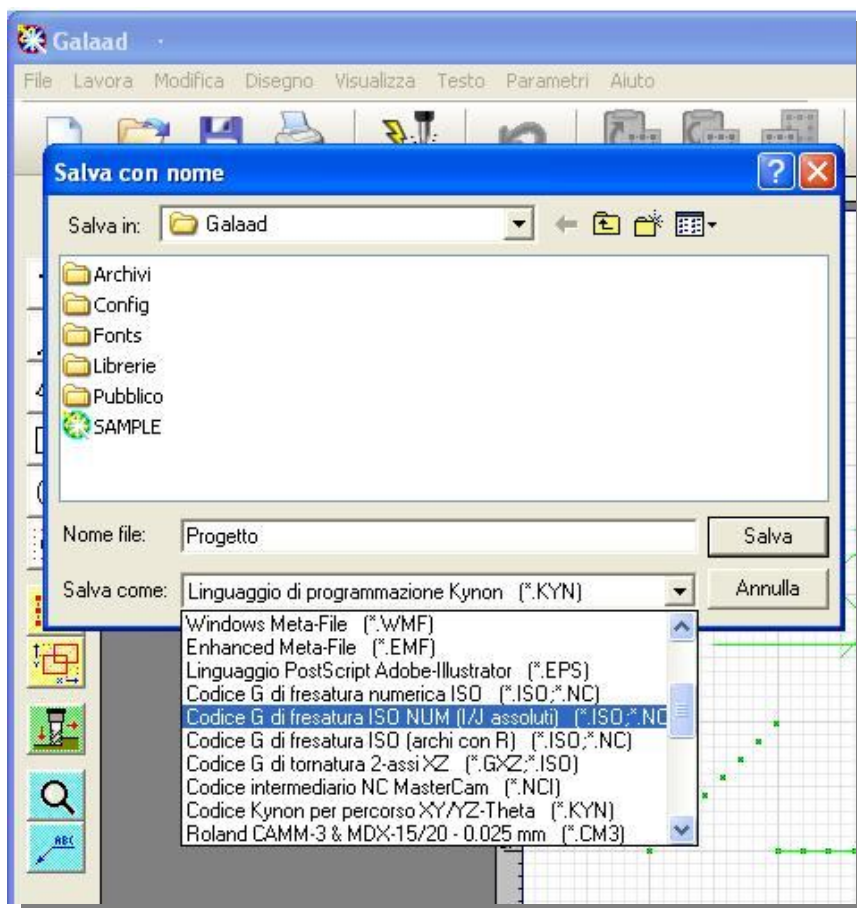 Galaad
File Lavora Modifica Disegno Visualizza Testo Parametri Aiuto
Salva con nome
Salva in: Galaad
Archivi
Config
Fonts
Librerie
Pubblico
SAMPLE
Nome file: Progetto Salva
Salva come: Linguaggio di programmazione Kynon (*.KYN) Annulla
Windows Meta-File (*.WMF)
Enhanced Meta-File (*.EMF)
Linguaggio PostScript Adobe-Illustrator (*.EPS)
Codice G di fresatura numerica ISO (*.ISO;*.NC)
Codice G di fresatura ISO NUM (I/J assoluti) (*.ISO;*.NC
Codice G di fresatura ISO (archi con R) (*.ISO;*.NC)
Codice G di tornatura 2-assi XZ (*.GXZ;*.ISO)
Codice intermediario NC MasterCam (*.NCI)
Codice Kynon per percorso XY/YZ-Theta (*.KYN)
Roland CAMM-3 & MDX-15/20 - 0.025 mm (*.CM3)
ABC